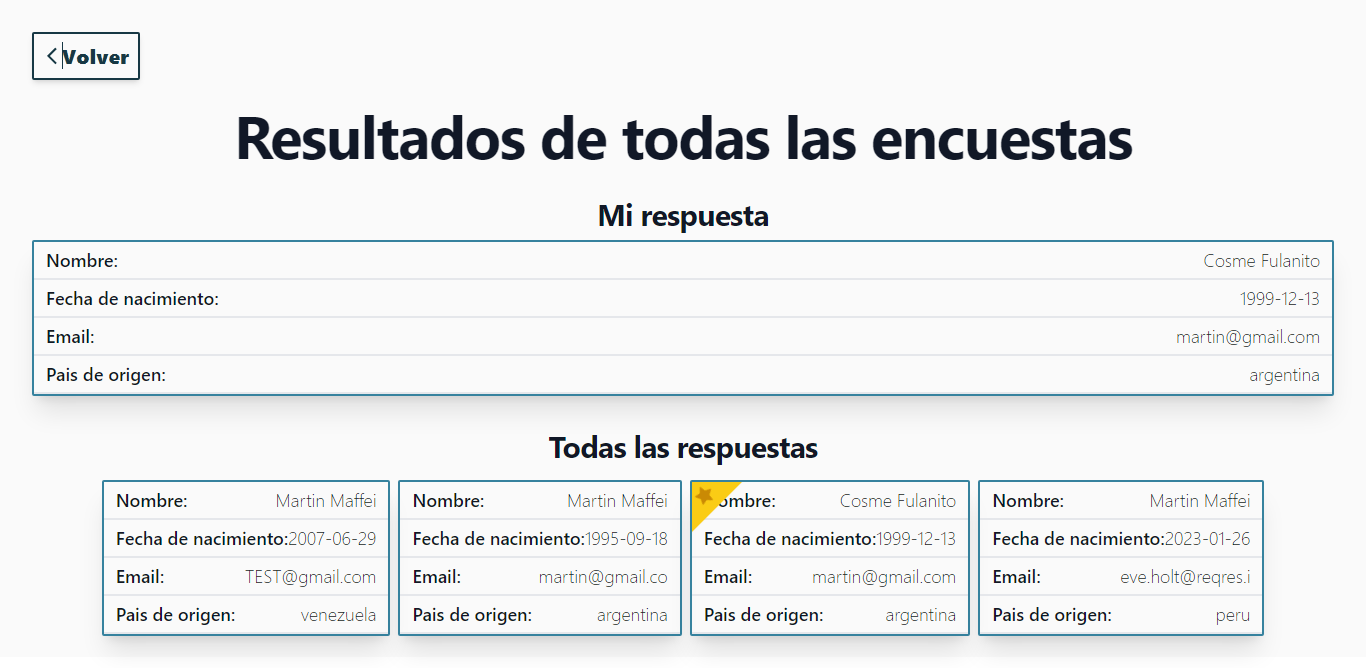 Volver
Resultados de todas las encuestas
Mi respuesta
Nombre: Cosme Fulanito
Fecha de nacimiento: 1999-12-13
Email: martin@gmail.com
Pais de origen: argentina
Todas las respuestas
Nombre: Martin Maffei
Fecha de nacimiento:2007-06-29
Email: TEST@gmail.com
Pais de origen: venezuela
Nombre: Martin Maffei
Fecha de nacimiento:1995-09-18
Email: martin@gmail.co
Pais de origen: argentina
ombre: Cosme Fulanito
Fecha de nacimiento:1999-12-13
Email: martin@gmail.com
Pais de origen: argentina
Nombre: Martin Maffei
Fecha de nacimiento:2023-01-26
Email: eve.holt@reqres.i
Pais de origen: peru